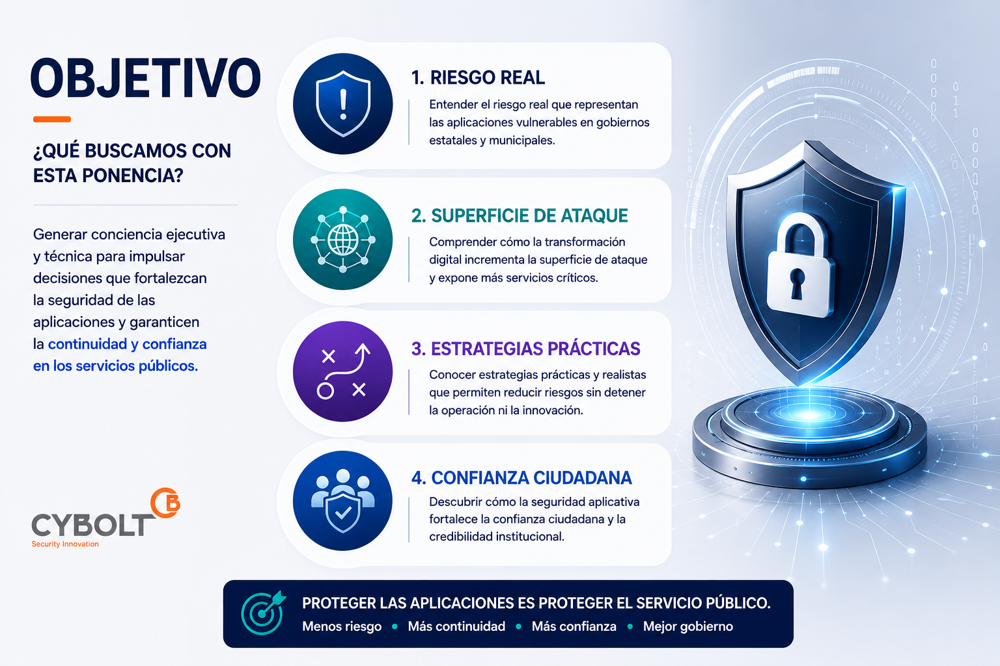 OBJETIVO
¿QUÉ BUSCAMOS CON
ESTA PONENCIA?
Generar conciencia ejecutiva
y técnica para impulsar
decisiones que fortalezcan
la seguridad de las
aplicaciones y garanticen
la continuidad y confianza
en los servicios públicos.
CYBOLT
CB
Security Innovation
1. RIESGO REAL
Entender el riesgo real que representan
las aplicaciones vulnerables en gobiernos
estatales y municipales.
2. SUPERFICIE DE ATAQUE
Comprender cómo la transformación
digital incrementa la superficie de ataque
y expone más servicios críticos.
3. ESTRATEGIAS PRÁCTICAS
Conocer estrategias prácticas y realistas
que permiten reducir riesgos sin detener
la operación ni la innovación.
4. CONFIANZA CIUDADANA
Descubrir cómo la seguridad aplicativa
fortalece la confianza ciudadana y la
credibilidad institucional.
PROTEGER LAS APLICACIONES ES PROTEGER EL SERVICIO PÚBLICO.
Menos riesgo • Más continuidad • Más confianza • Mejor gobierno